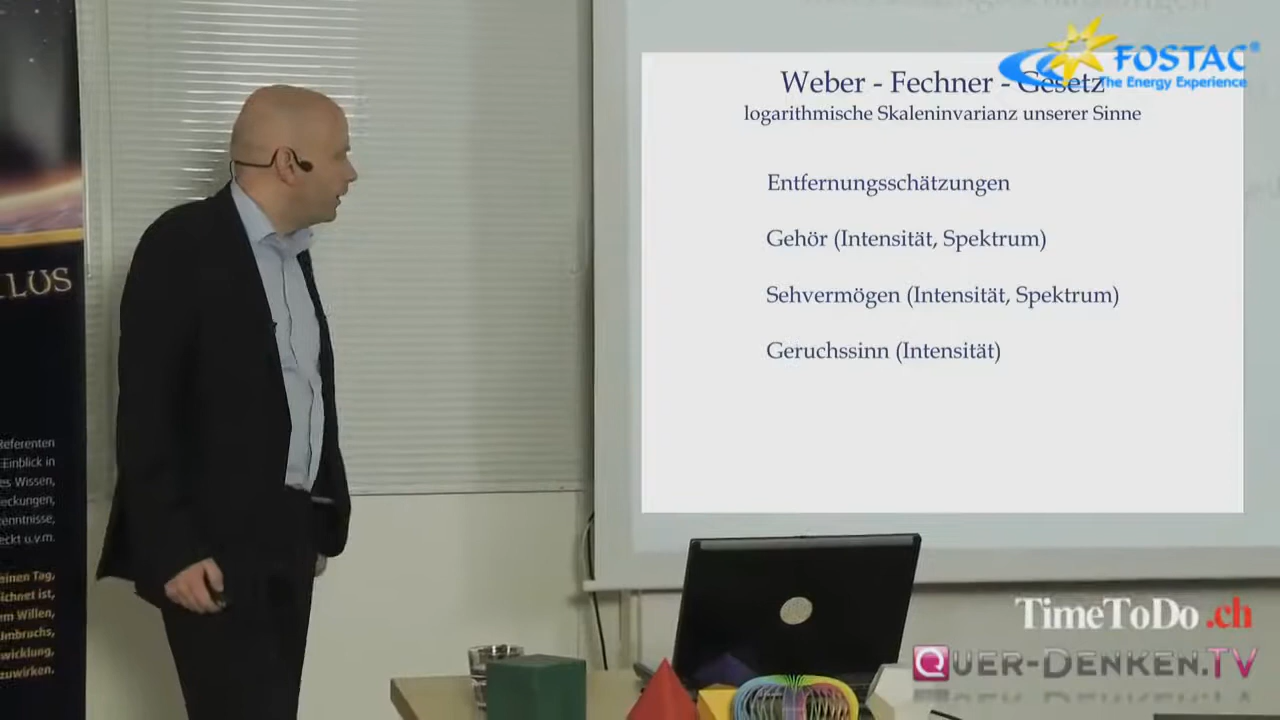 FOSTAC®
The Energy Experience
Weber - Fechner - Gesetz
logarithmische Skaleninvarianz unserer Sinne
Entfernungsschätzungen
Gehör (Intensität, Spektrum)
Sehvermögen (Intensität, Spektrum)
Geruchssinn (Intensität)
LUS
Referenten
Einblick in
es Wissen,
eckungen,
enntnisse,
eckt u.v.m.
einen Tag,
ichnet ist,
em Willen,
Umbruchs,
wicklung,
zuwirken.
TimeToDo.ch
QUER-DENKEN.TV